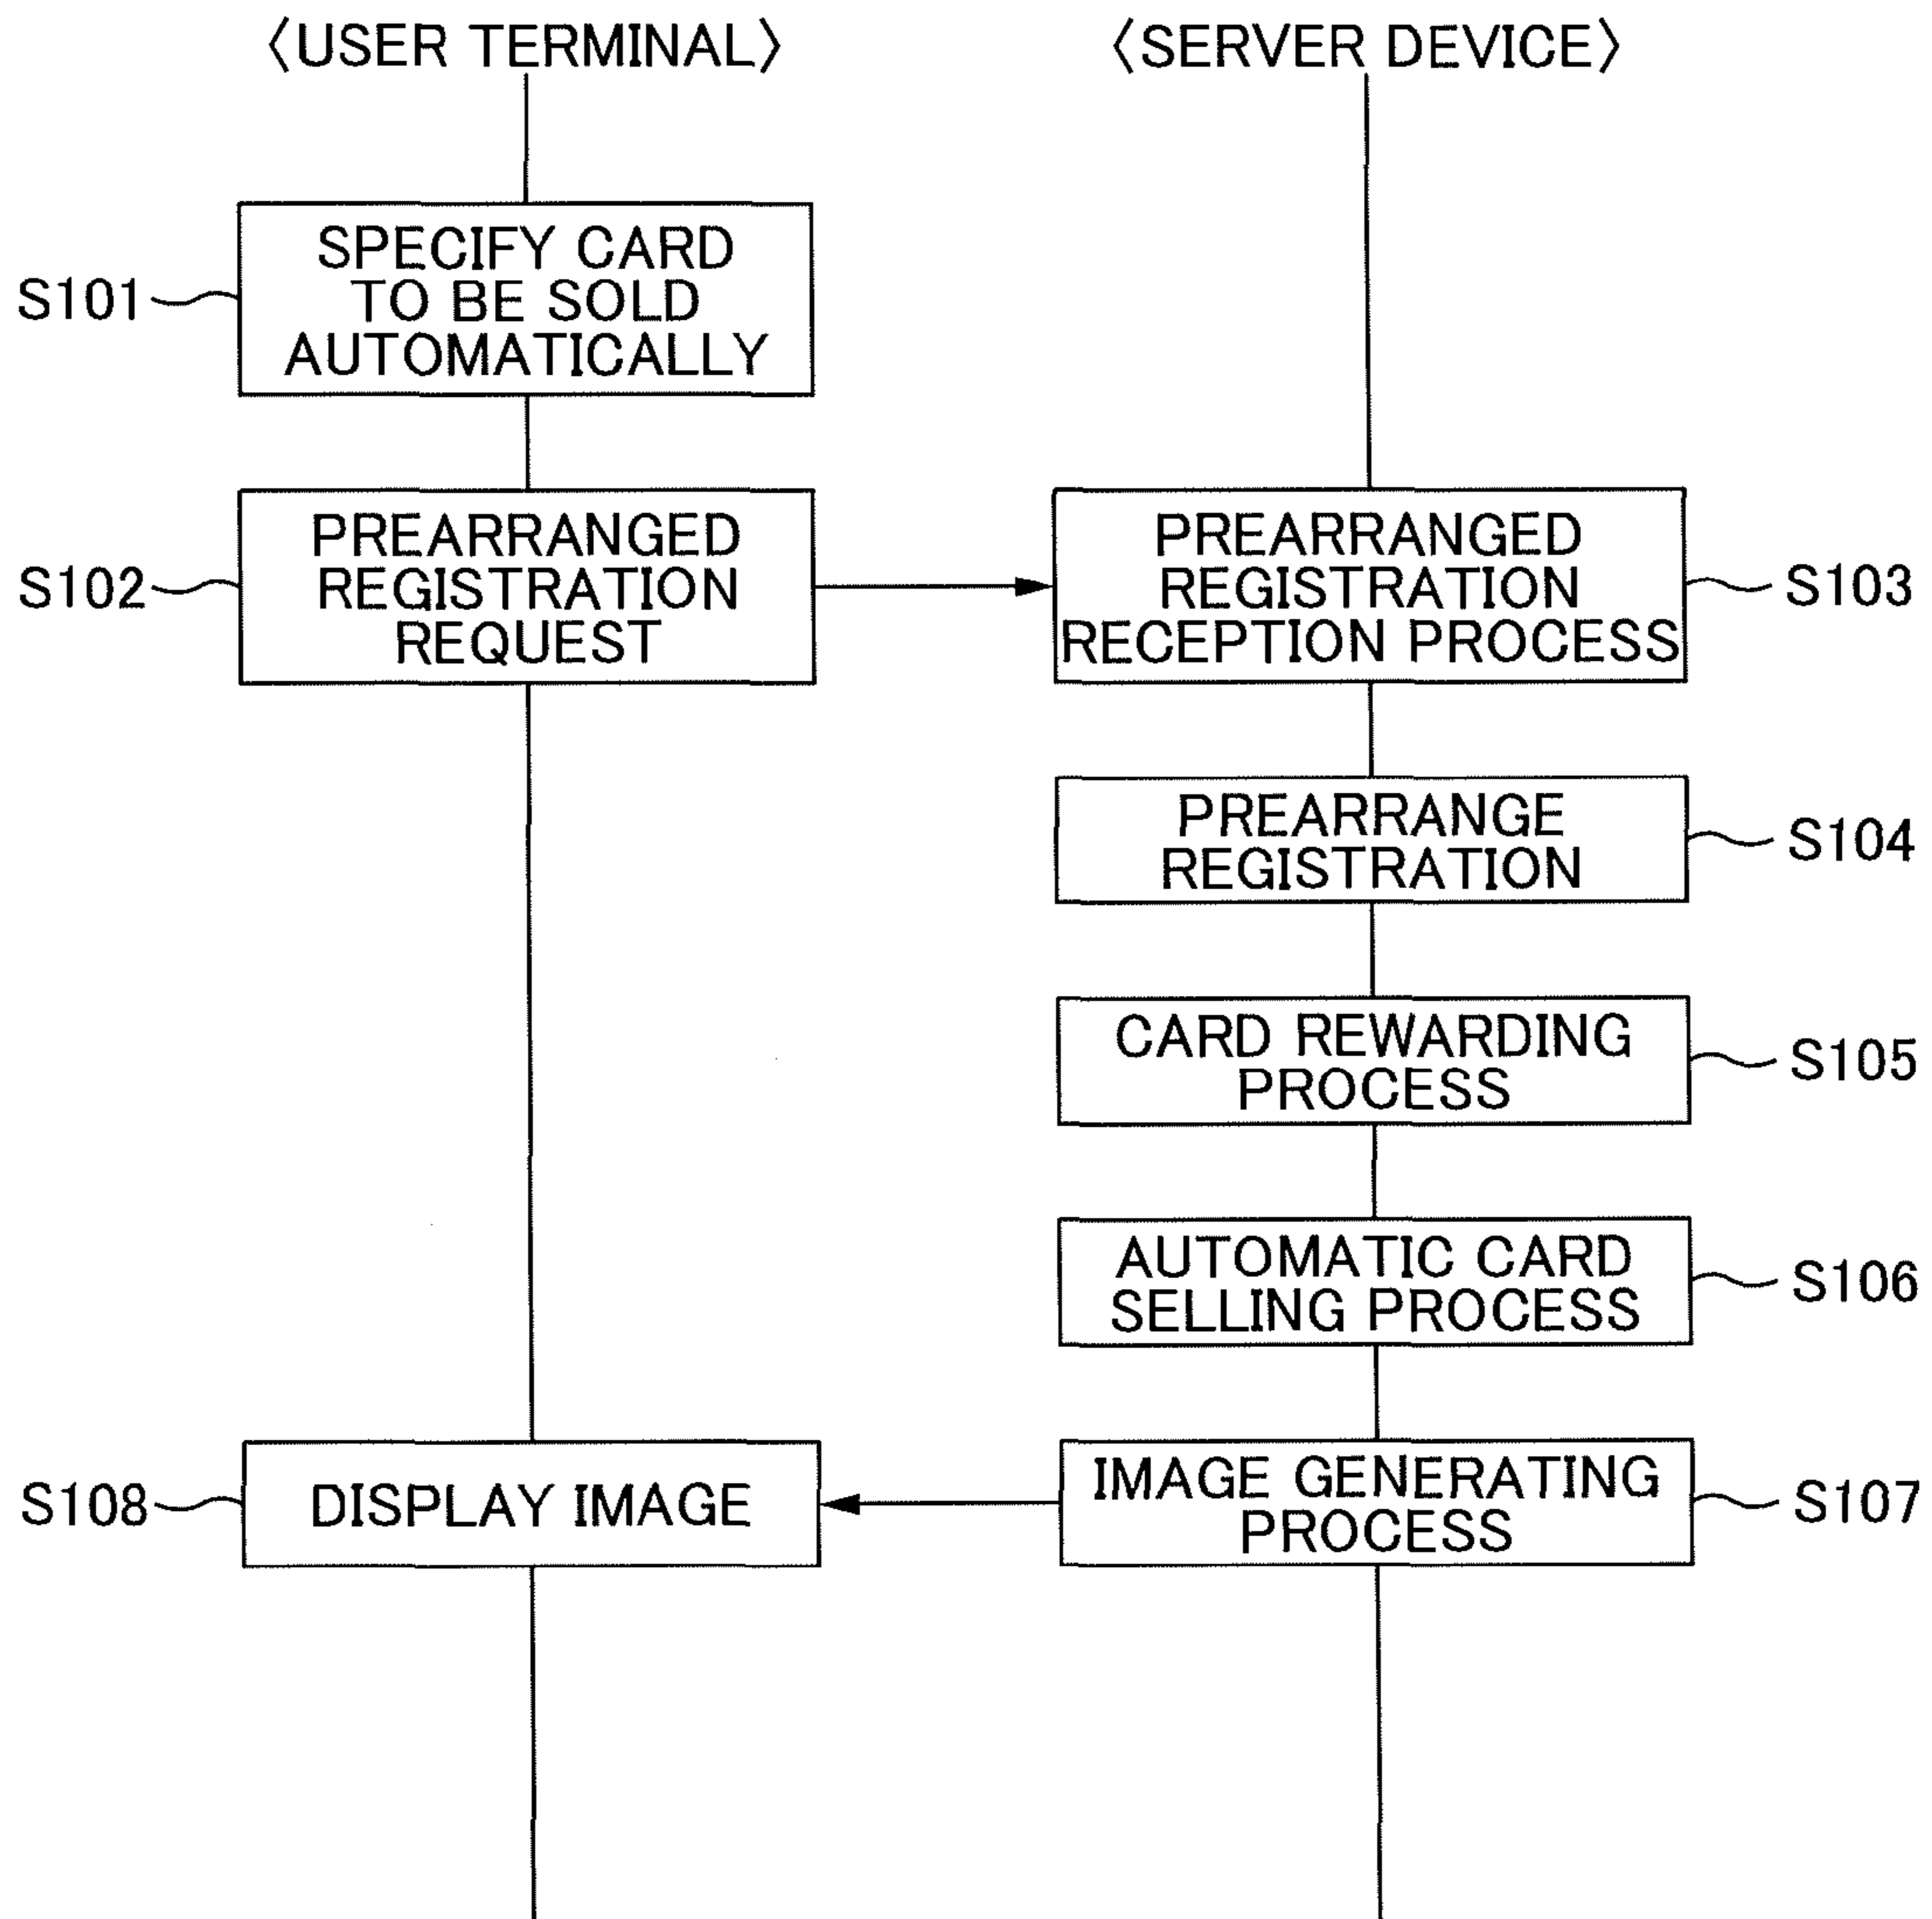 〈USER TERMINAL〉
〈SERVER DEVICE〉
S101
SPECIFY CARD
TO BE SOLD
AUTOMATICALLY
S102
PREARRANGED
REGISTRATION
REQUEST
PREARRANGED
REGISTRATION
RECEPTION PROCESS
S103
PREARRANGE
REGISTRATION
S104
CARD REWARDING
PROCESS
S105
AUTOMATIC CARD
SELLING PROCESS
S106
S108
DISPLAY IMAGE
IMAGE GENERATING
PROCESS
S107